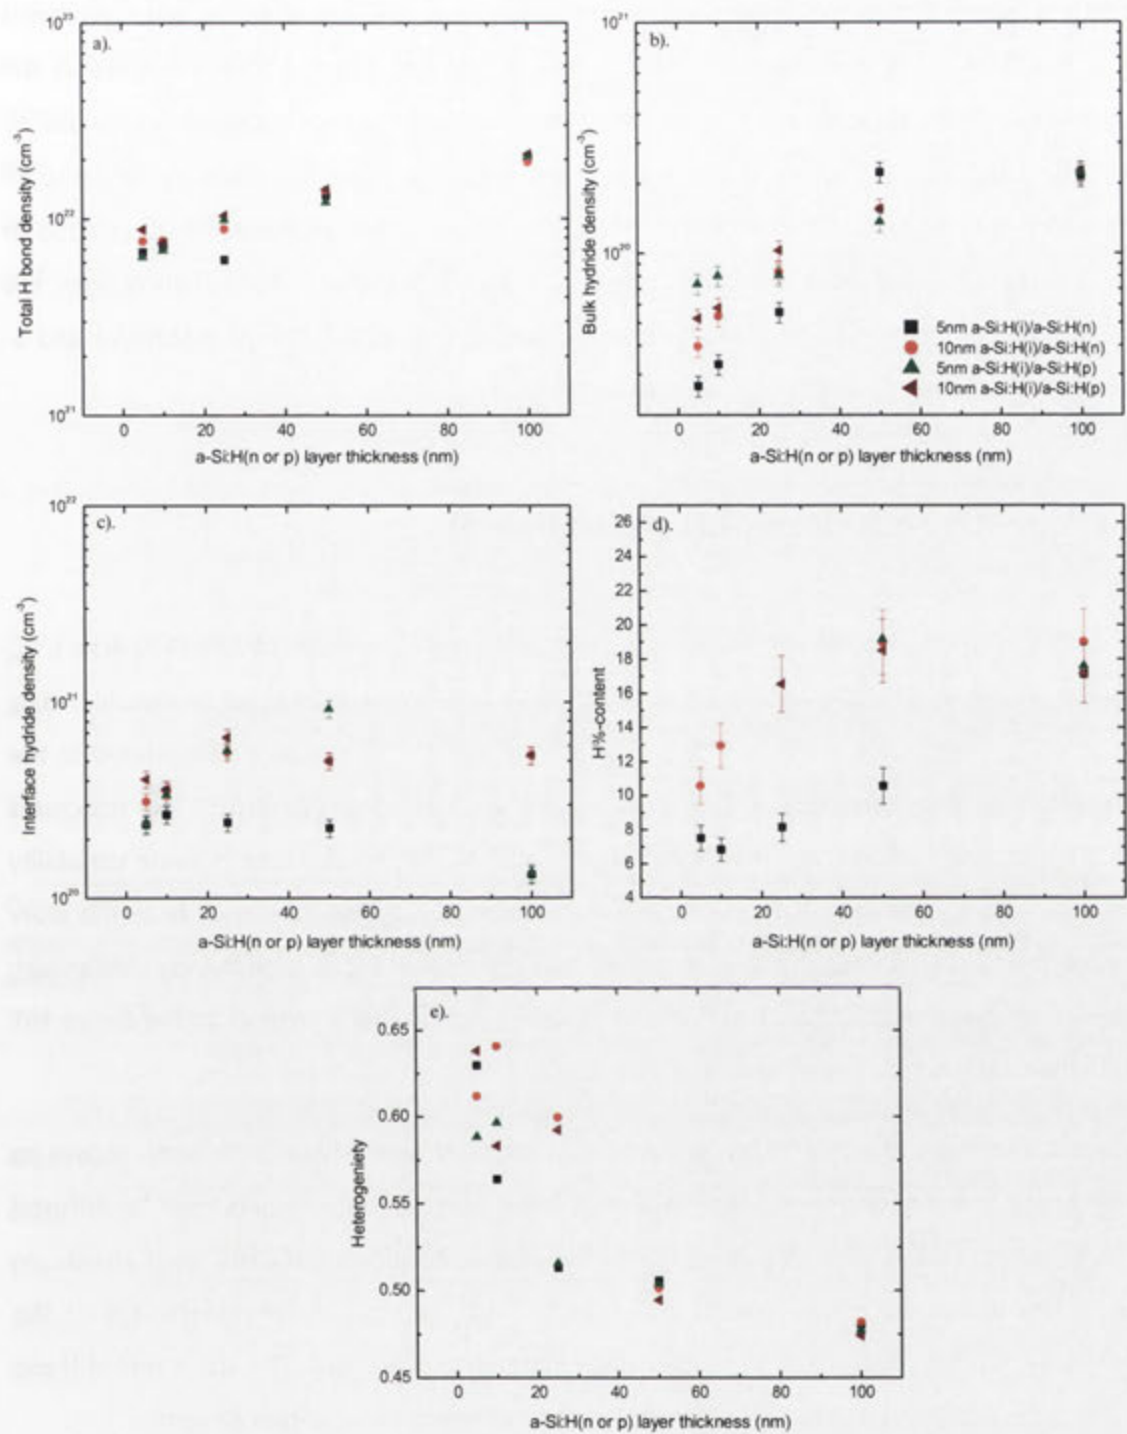 a).
10²³
10²²
10²¹
Total H bond density (cm⁻³)
0 20 40 60 80 100
a-Si:H(n or p) layer thickness (nm)
b).
10²¹
10²⁰
Bulk hydride density (cm⁻³)
5nm a-Si:H(i)/a-Si:H(n)
10nm a-Si:H(i)/a-Si:H(n)
5nm a-Si:H(i)/a-Si:H(p)
10nm a-Si:H(i)/a-Si:H(p)
0 20 40 60 80 100
a-Si:H(n or p) layer thickness (nm)
c).
10²²
10²¹
10²⁰
Interface hydride density (cm⁻³)
0 20 40 60 80 100
a-Si:H(n or p) layer thickness (nm)
d).
26
24
22
20
18
16
14
12
10
8
6
4
H%-content
0 20 40 60 80 100
a-Si:H(n or p) layer thickness (nm)
e).
0.65
0.60
0.55
0.50
0.45
Heterogeniety
0 20 40 60 80 100
a-Si:H(n or p) layer thickness (nm)